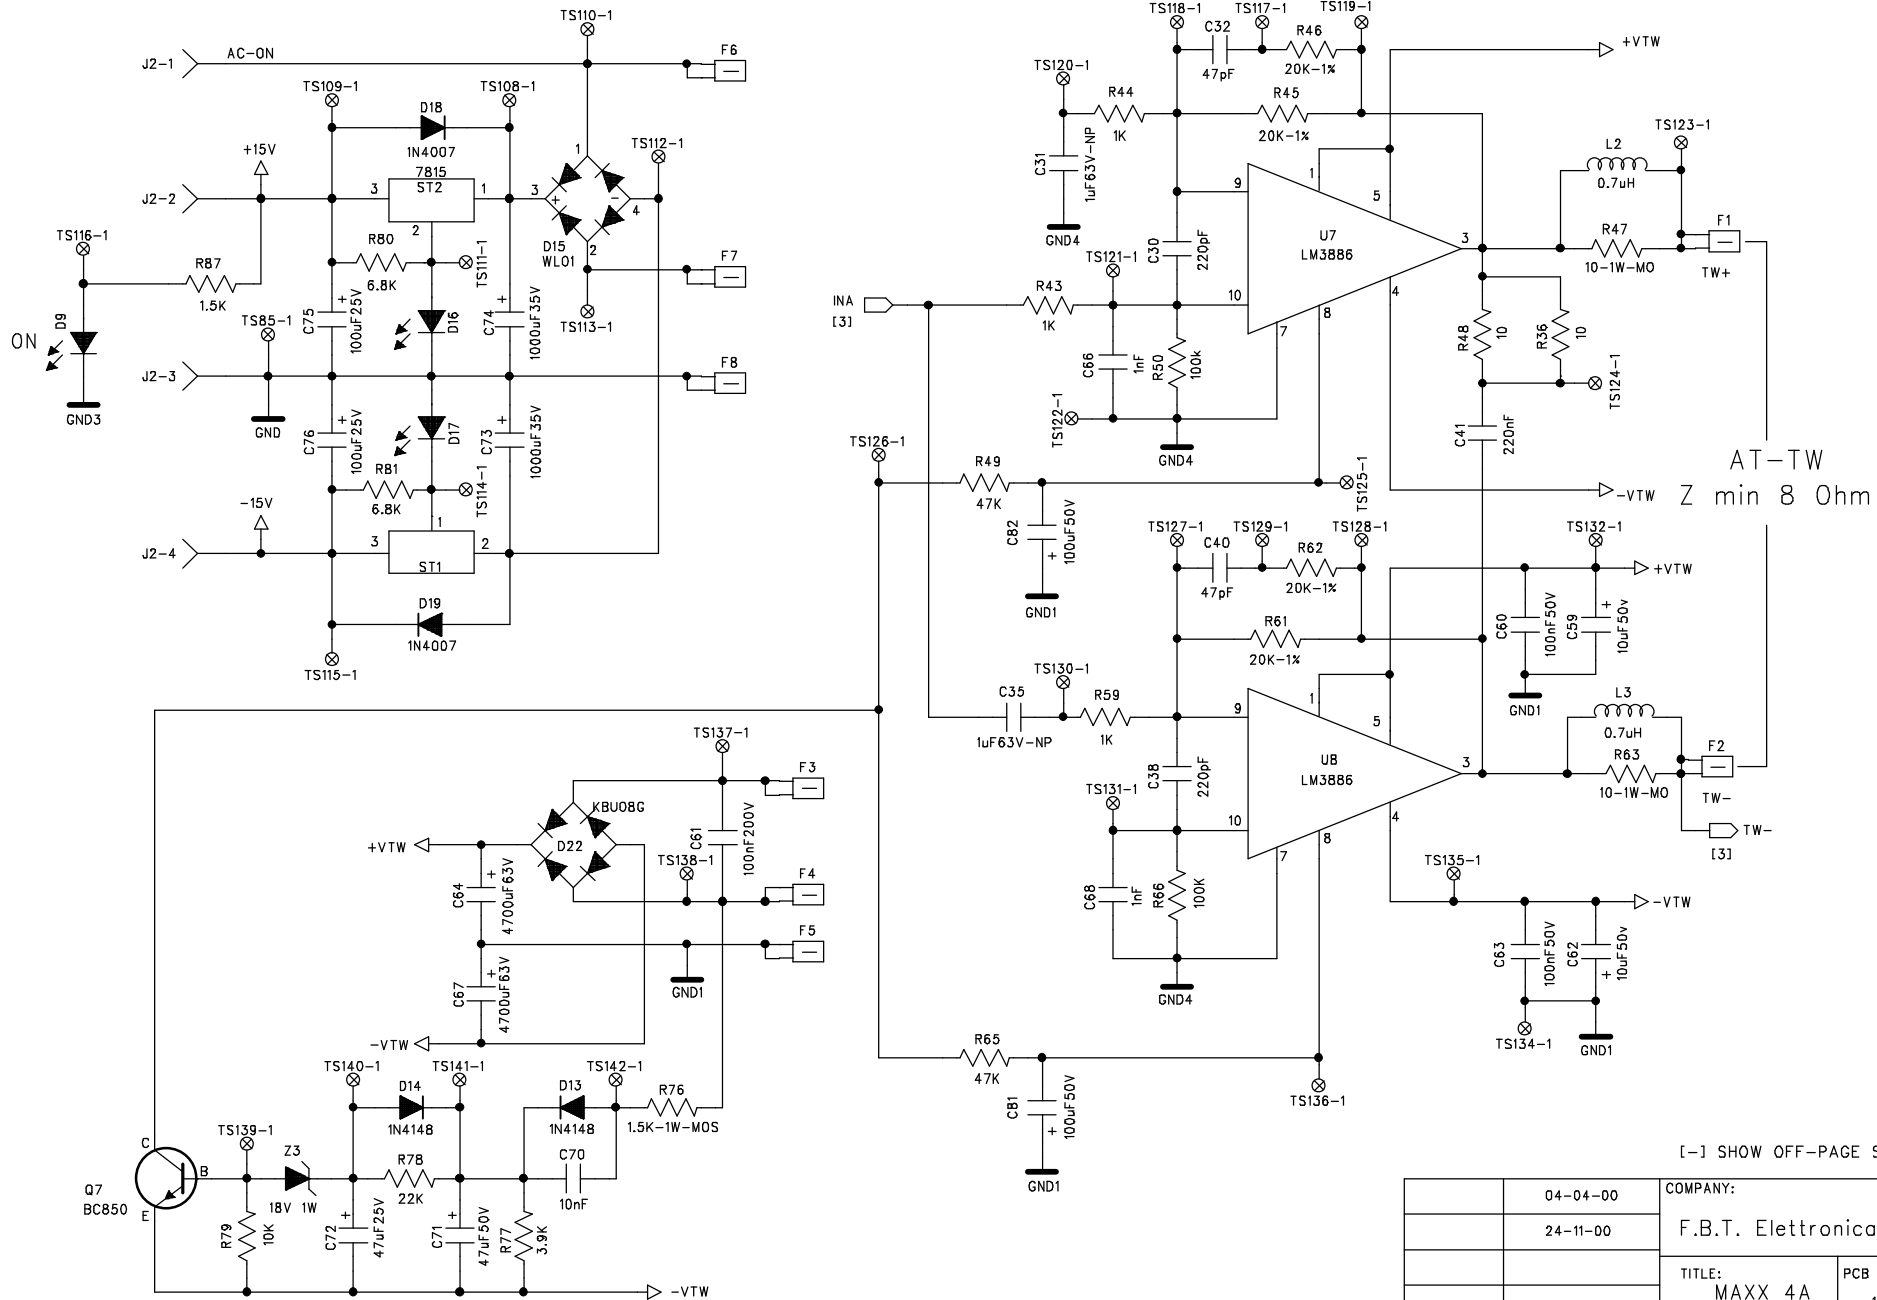 TS110-1
J2-1
AC-ON
F6
TS109-1
D18
TS108-1
1N4007
TS112-1
+15V
7815
ST2
J2-2
3
1
2
1
3
+
-
4
2
D15
WL01
TS116-1
R87
1.5K
R80
6.8K
TS111-1
F7
TS113-1
ON
D9
GND3
TS85-1
C75
+
100uF25V
D16
C74
+
1000uF35V
J2-3
GND
F8
C76
+
100uF25V
D17
C73
+
1000uF35V
R81
6.8K
TS114-1
-15V
J2-4
3
1
2
ST1
D19
1N4007
TS115-1
TS118-1
C32
47pF
TS117-1
R46
20K-1%
TS119-1
+VTW
TS120-1
R44
1K
R45
20K-1%
C31
1uF63V-NP
GND4
9
1
5
U7
LM3886
3
4
10
7
8
C30
220pF
TS121-1
INA
[3]
R43
1K
C66
1nF
R50
100k
TS122-1
GND4
L2
0.7uH
TS123-1
R47
10-1W-MO
F1
TW+
R48
10
R36
10
TS124-1
C41
220nF
AT-TW
Z min 8 Ohm
-VTW
TS126-1
R49
47K
TS125-1
C82
+
100uF50V
GND1
TS127-1
C40
47pF
TS129-1
R62
20K-1%
TS128-1
R61
20K-1%
TS132-1
+VTW
C60
100nF50V
C59
+
10uF50v
GND1
C35
1uF63V-NP
TS130-1
R59
1K
9
1
5
U8
LM3886
3
4
10
7
8
C38
220pF
TS131-1
C68
1nF
R66
100K
GND4
L3
0.7uH
R63
10-1W-MO
F2
TW-
TW-
[3]
TS135-1
-VTW
C63
100nF50V
C62
+
10uF50v
TS134-1
GND1
R65
47K
C81
+
100uF50V
GND1
TS136-1
TS137-1
F3
KBU08G
D22
C61
100nF200V
+VTW
TS138-1
F4
C64
+
4700uF63V
F5
GND1
C67
+
4700uF63V
-VTW
TS140-1
D14
1N4148
TS141-1
D13
1N4148
TS142-1
R76
1.5K-1W-MOS
C
B
E
Q7
BC850
TS139-1
Z3
18V 1W
R78
22K
C70
10nF
R79
10K
C72
+
47uF25V
C71
+
47uF50V
R77
3.9K
-VTW
[-] SHOW OFF-PAGE S
04-04-00
COMPANY:
24-11-00
F.B.T. Elettronica
TITLE:
PCB
MAXX 4A